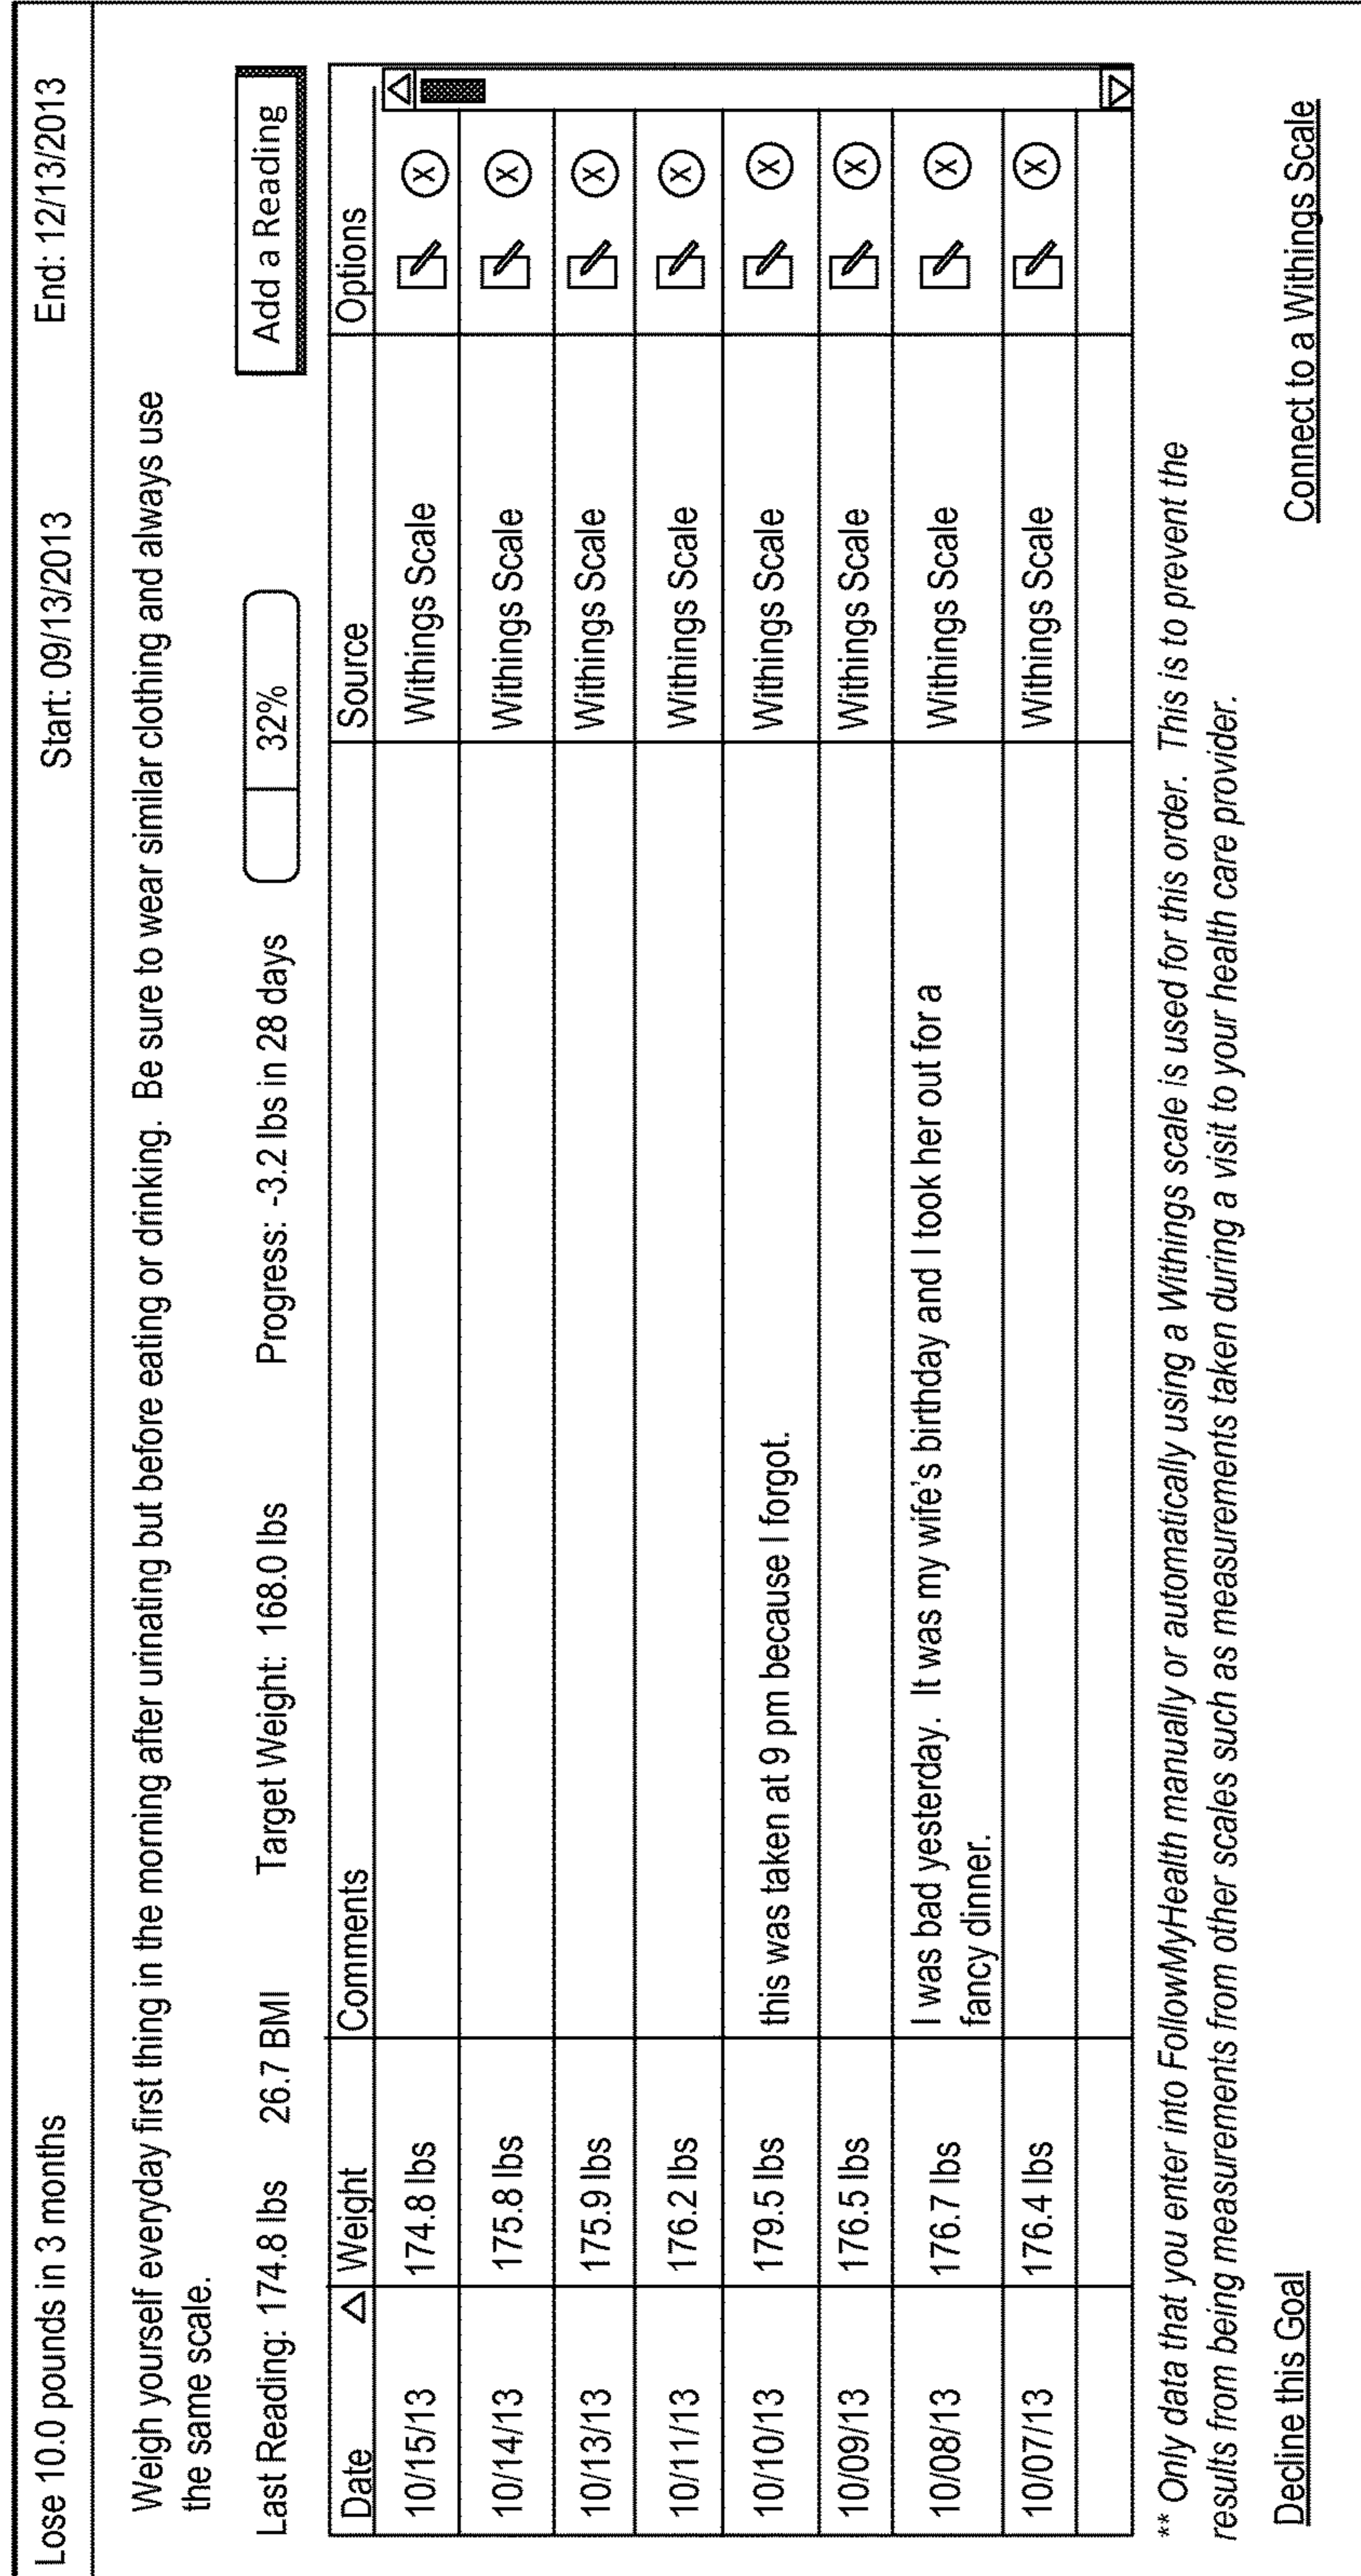 Lose 10.0 pounds in 3 months Start: 09/13/2013 End: 12/13/2013
Weigh yourself everyday first thing in the morning after urinating but before eating or drinking. Be sure to wear similar clothing and always use
the same scale.
Last Reading: 174.8 lbs 26.7 BMI Target Weight: 168.0 lbs Progress: -3.2 lbs in 28 days 32% Add a Reading
Date Weight Comments Source Options
10/15/13 174.8 lbs Withings Scale X
10/14/13 175.8 lbs Withings Scale X
10/13/13 175.9 lbs Withings Scale X
10/11/13 176.2 lbs Withings Scale X
10/10/13 179.5 lbs this was taken at 9 pm because I forgot. Withings Scale X
10/09/13 176.5 lbs Withings Scale X
10/08/13 176.7 lbs I was bad yesterday. It was my wife's birthday and I took her out for a Withings Scale X
fancy dinner.
10/07/13 176.4 lbs Withings Scale X
** Only data that you enter into FollowMyHealth manually or automatically using a Withings scale is used for this order. This is to prevent the
results from being measurements from other scales such as measurements taken during a visit to your health care provider.
Decline this Goal Connect to a Withings Scale